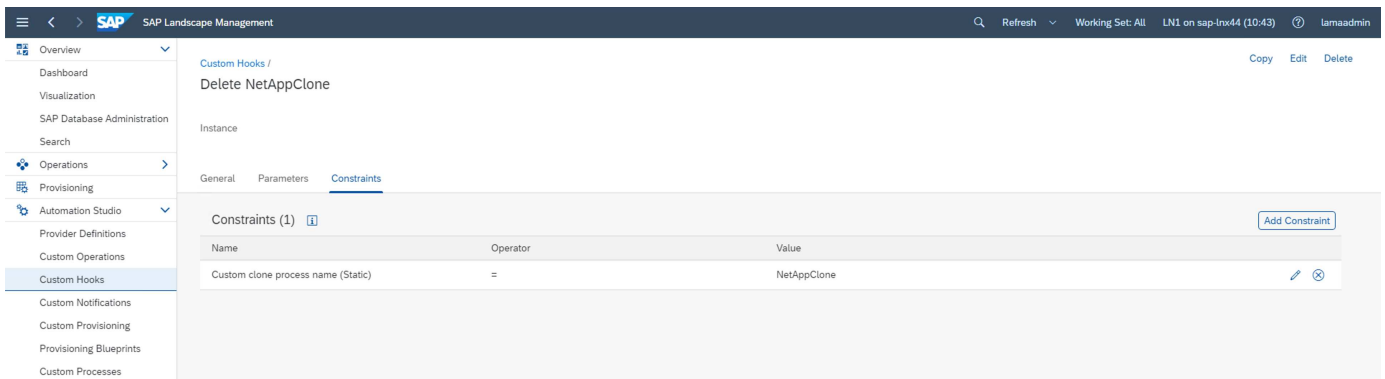 SAP SAP Landscape Management Refresh Working Set: All LN1 on sap-lnx44 (10:43) lamaadmin
Overview
Dashboard
Visualization
SAP Database Administration
Search
Operations
Provisioning
Automation Studio
Provider Definitions
Custom Operations
Custom Hooks
Custom Notifications
Custom Provisioning
Provisioning Blueprints
Custom Processes
Custom Hooks /
Copy Edit Delete
Delete NetAppClone
Instance
General Parameters Constraints
Constraints (1) Add Constraint
Name Operator Value
Custom clone process name (Static) = NetAppClone